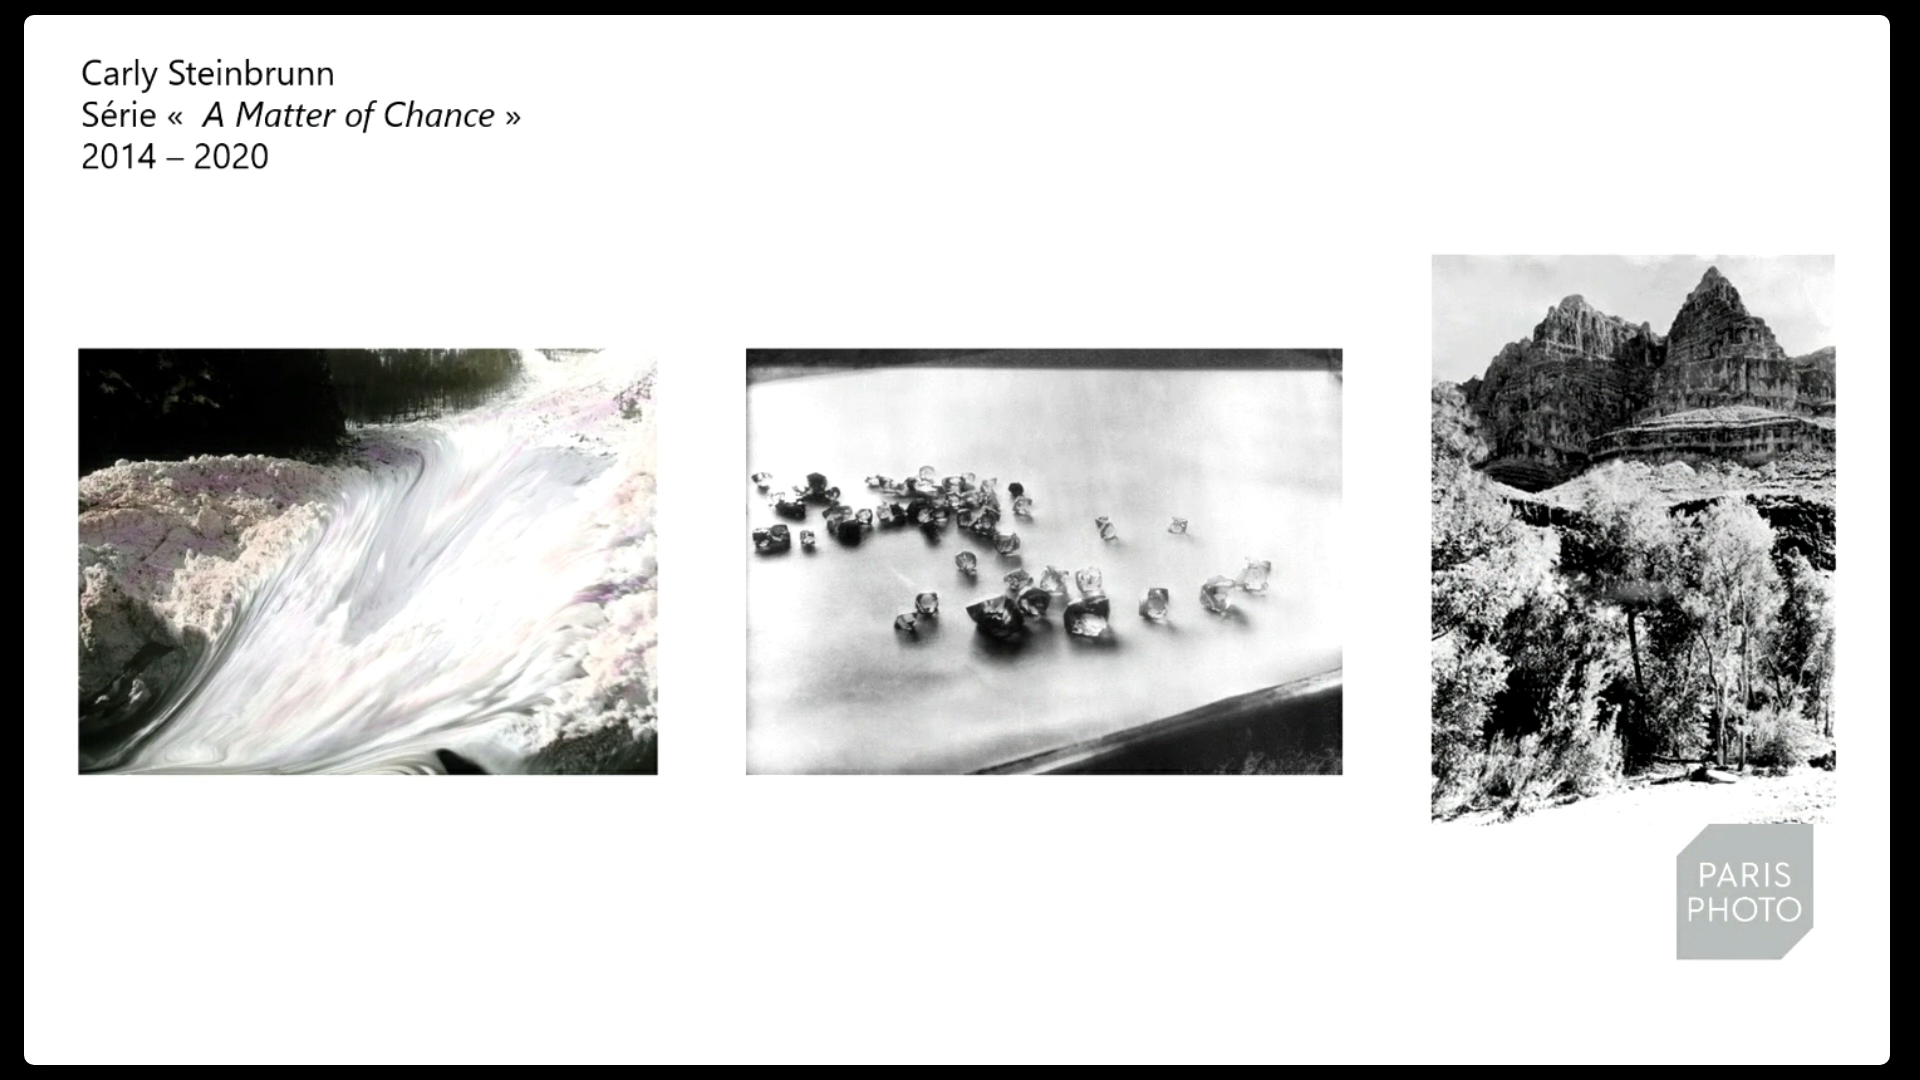 Carly Steinbrunn
Série «  A Matter of Chance »
2014 – 2020
PARIS
PHOTO